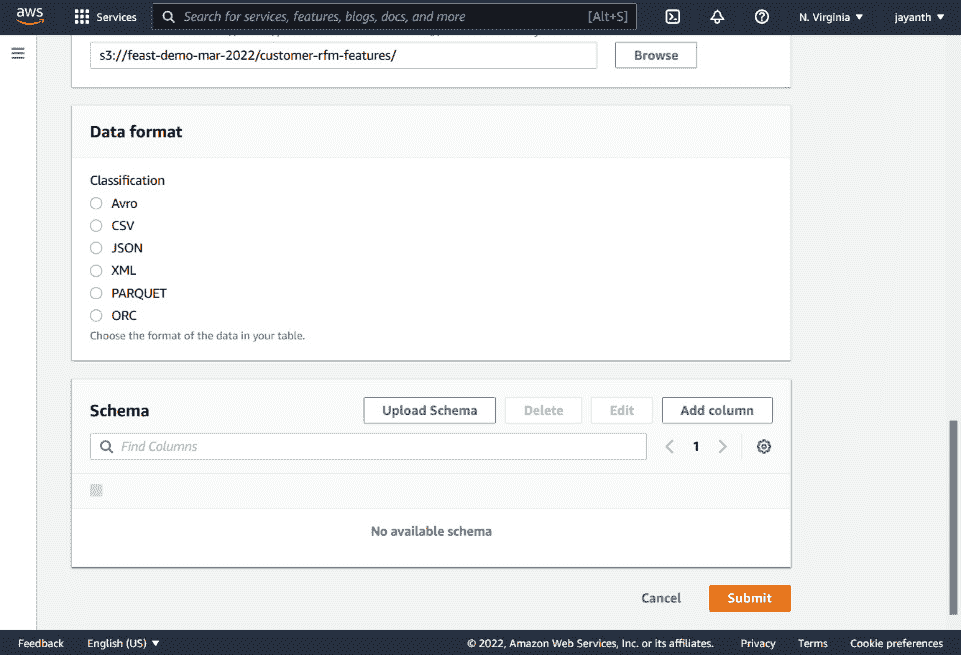 aws Services Search for services, features, blogs, docs, and more [Alt+S] N. Virginia ▼ jayanth ▼
s3://feast-demo-mar-2022/customer-rfm-features/ Browse
Data format
Classification
Avro
CSV
JSON
XML
PARQUET
ORC
Choose the format of the data in your table.
Schema Upload Schema Delete Edit Add column
Find Columns 1
No available schema
Cancel Submit
Feedback English (US) ▼ © 2022, Amazon Web Services, Inc. or its affiliates. Privacy Terms Cookie preferences